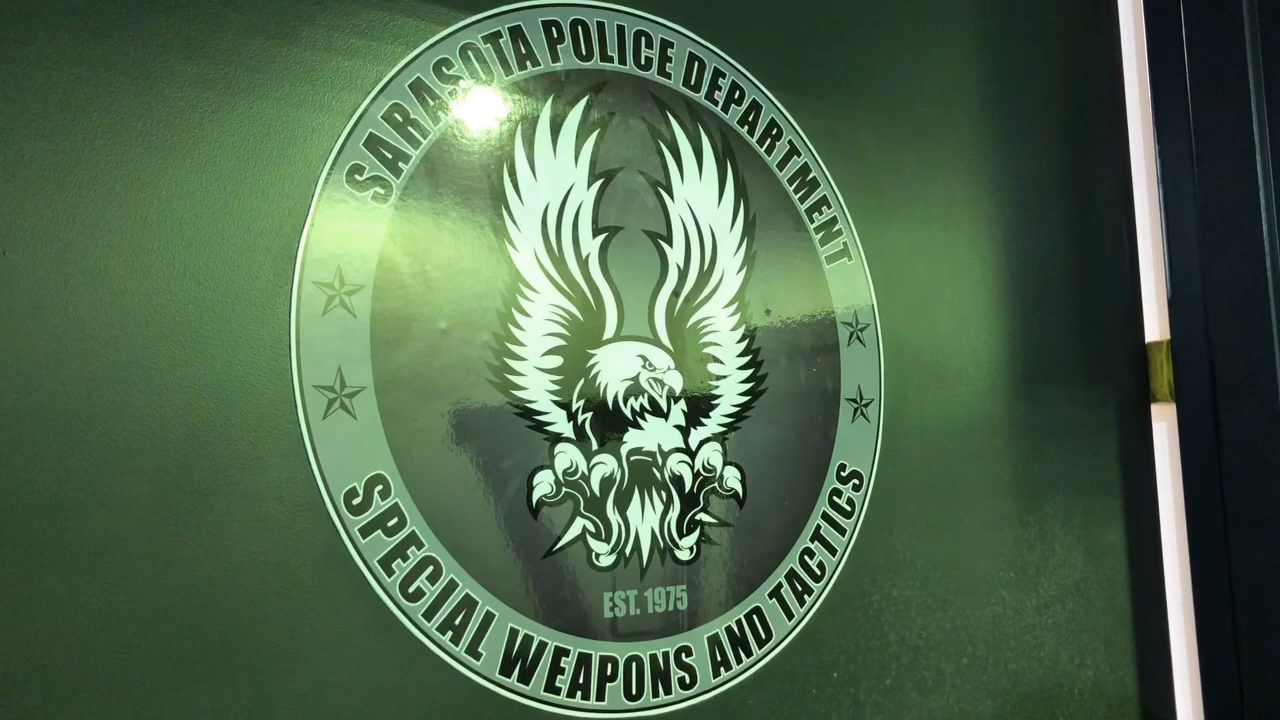 SARASOTA POLICE DEPARTMENT
EST. 1975
SPECIAL WEAPONS AND TACTICS